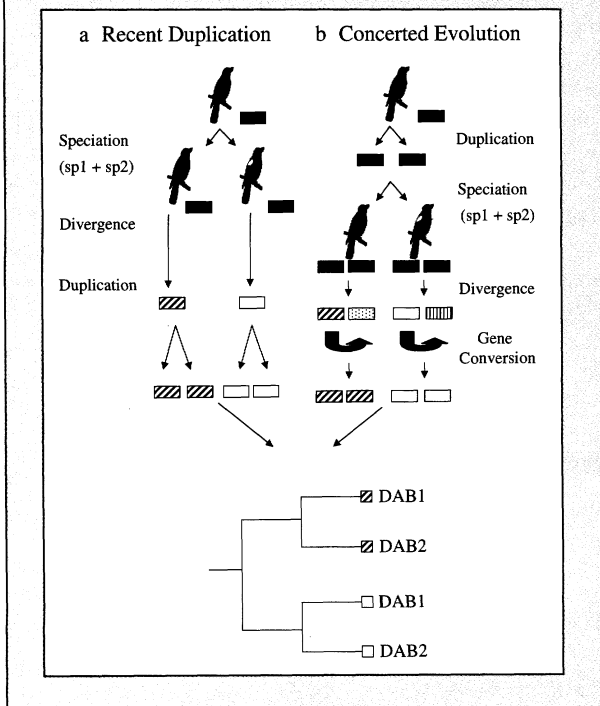 a Recent Duplication
b Concerted Evolution
Speciation
(sp1 + sp2)
Divergence
Duplication
Duplication
Speciation
(sp1 + sp2)
Divergence
Gene
Conversion
DAB1
DAB2
DAB1
DAB2